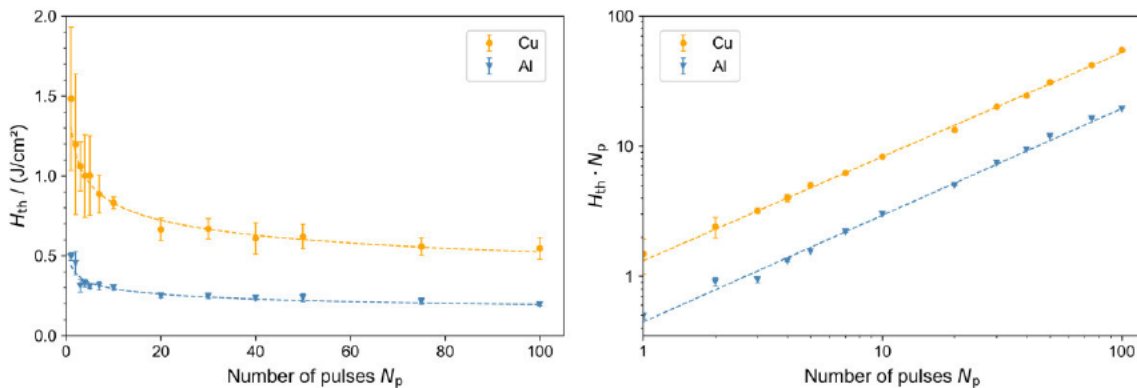 2.0
1.5
1.0
0.5
0.0
H_th / (J/cm²)
0
20
40
60
80
100
Number of pulses N_p
Cu
Al
100
10
1
H_th · N_p
1
10
100
Number of pulses N_p
Cu
Al